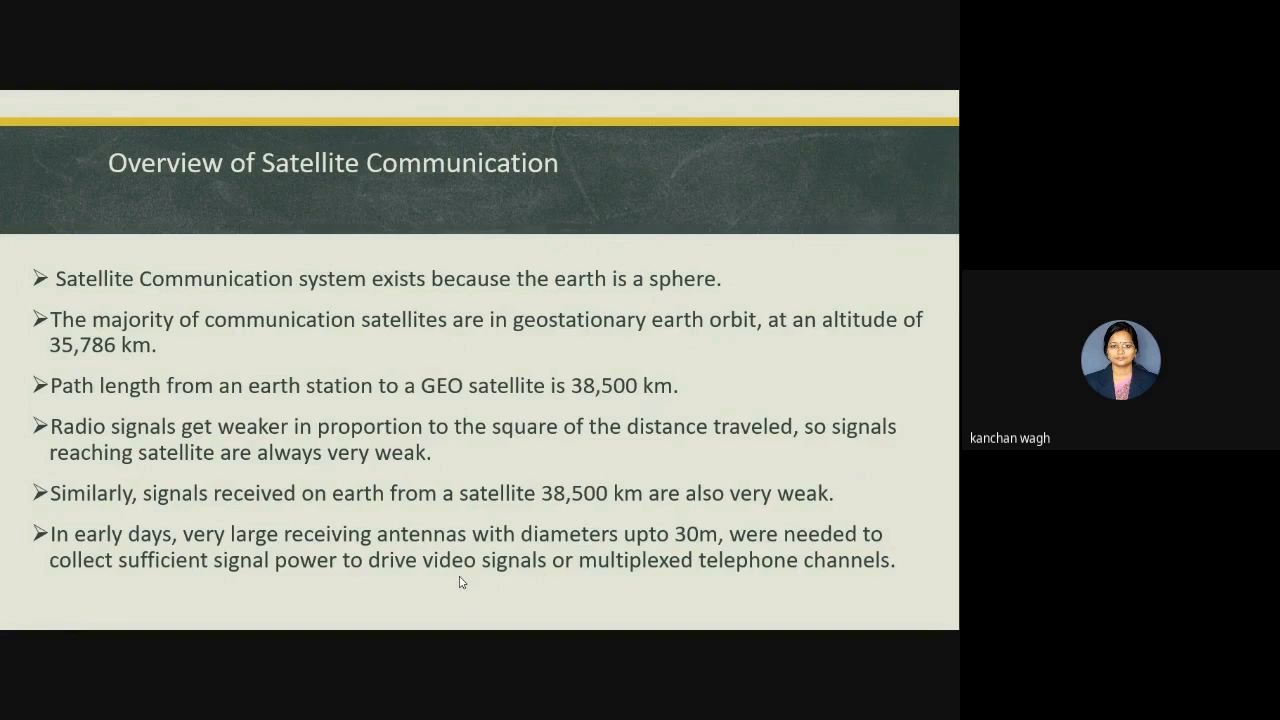 Overview of Satellite Communication
➢ Satellite Communication system exists because the earth is a sphere.
➢The majority of communication satellites are in geostationary earth orbit, at an altitude of
35,786 km.
➢Path length from an earth station to a GEO satellite is 38,500 km.
➢Radio signals get weaker in proportion to the square of the distance traveled, so signals
reaching satellite are always very weak.
➢Similarly, signals received on earth from a satellite 38,500 km are also very weak.
➢In early days, very large receiving antennas with diameters upto 30m, were needed to
collect sufficient signal power to drive video signals or multiplexed telephone channels.
kanchan wagh